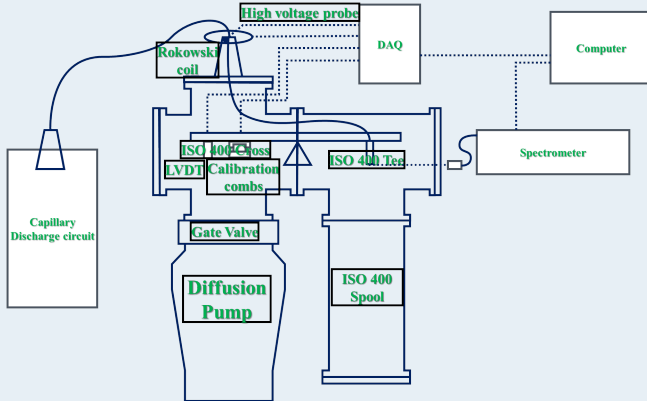 High voltage probe
Rokowski
coil
DAQ
Computer
ISO 400 Cross
ISO 400 Tee
Spectrometer
LVDT
Calibration
combs
Capillary
Discharge circuit
Gate Valve
Diffusion
Pump
ISO 400
Spool